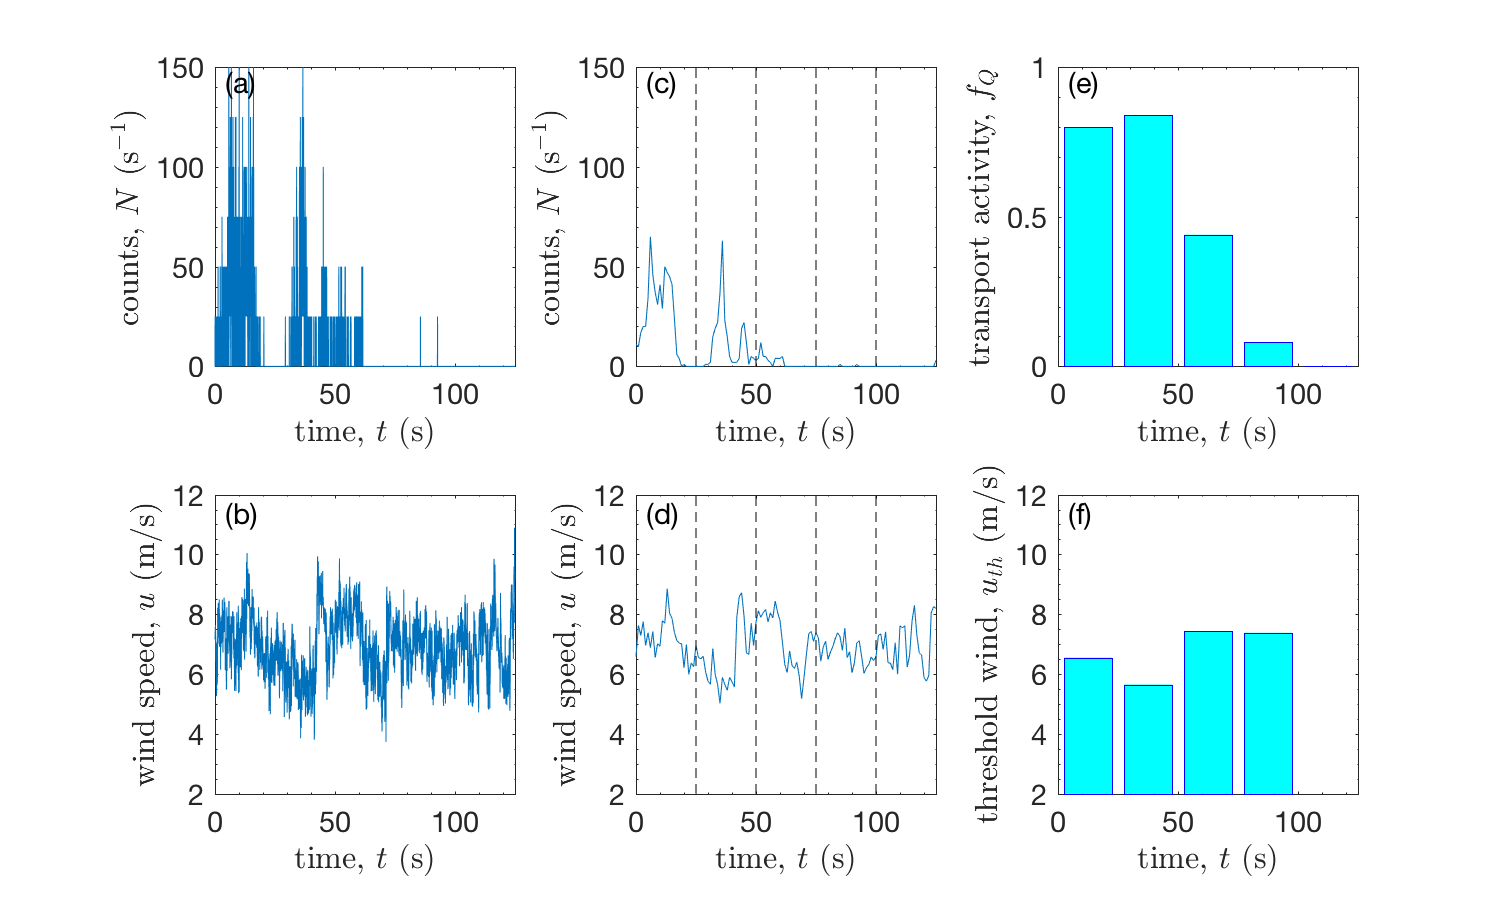 (a)
150
100
50
0
0 50 100
counts, N (s⁻¹)
time, t (s)
(c)
150
100
50
0
0 50 100
counts, N (s⁻¹)
time, t (s)
(e)
1
0.5
0
0 50 100
transport activity, f_Q
time, t (s)
(b)
12
10
8
6
4
2
0 50 100
wind speed, u (m/s)
time, t (s)
(d)
12
10
8
6
4
2
0 50 100
wind speed, u (m/s)
time, t (s)
(f)
12
10
8
6
4
2
0 50 100
threshold wind, u_th (m/s)
time, t (s)